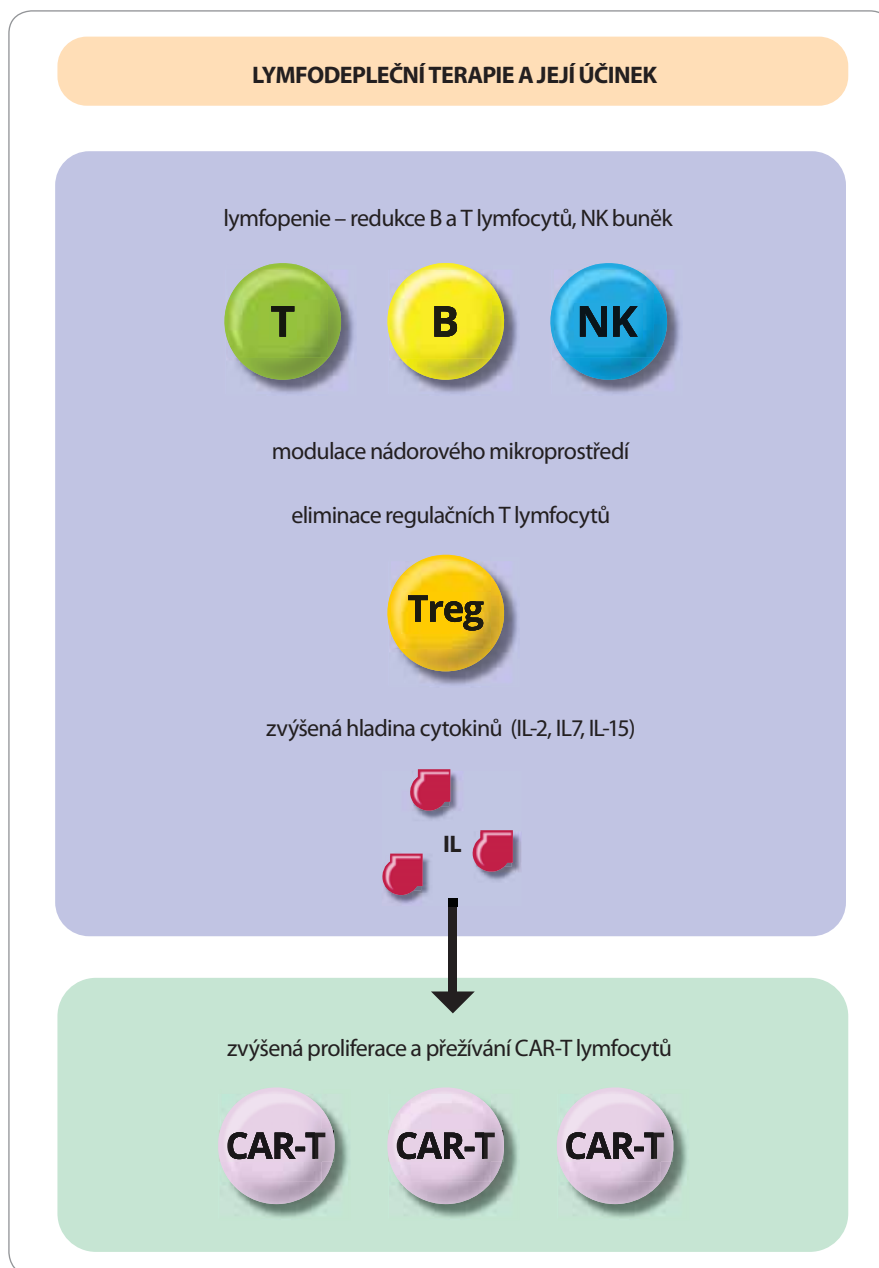 LYMFODEPLEČNÍ TERAPIE A JEJÍ ÚČINEK
lymfopenie – redukce B a T lymfocytů, NK buněk
T B NK
modulace nádorového mikroprostředí
eliminace regulačních T lymfocytů
Treg
zvýšená hladina cytokinů (IL-2, IL7, IL-15)
IL
zvýšená proliferace a přežívání CAR-T lymfocytů
CAR-T CAR-T CAR-T